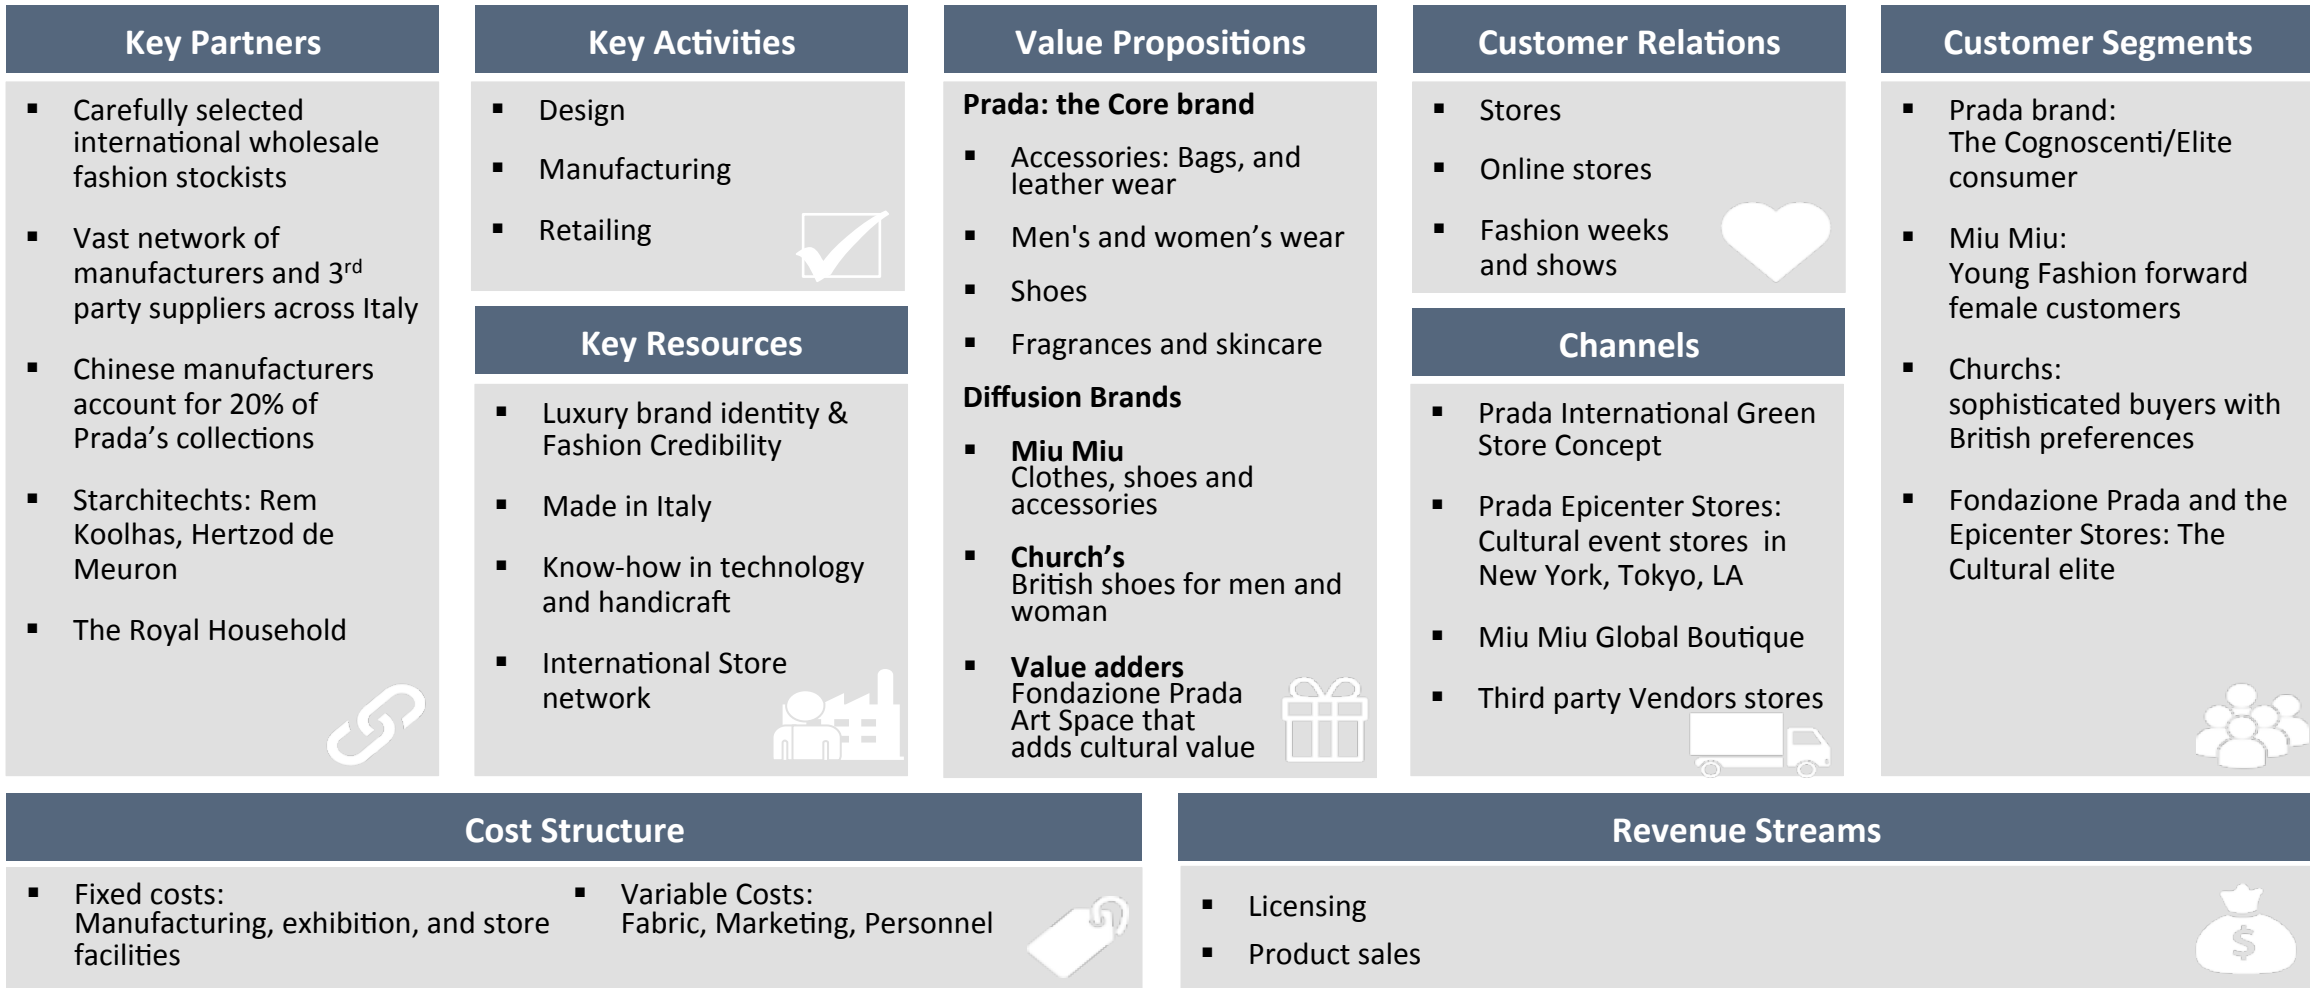 Key Partners
▪ Carefully selected
international wholesale
fashion stockists
▪ Vast network of
manufacturers and 3rd
party suppliers across Italy
▪ Chinese manufacturers
account for 20% of
Prada's collections
▪ Starchitechts: Rem
Koolhas, Hertzod de
Meuron
▪ The Royal Household
Key Activities
▪ Design
▪ Manufacturing
▪ Retailing
Key Resources
▪ Luxury brand identity &
Fashion Credibility
▪ Made in Italy
▪ Know-how in technology
and handicraft
▪ International Store
network
Value Propositions
Prada: the Core brand
▪ Accessories: Bags, and
leather wear
▪ Men's and women’s wear
▪ Shoes
▪ Fragrances and skincare
Diffusion Brands
▪ Miu Miu
Clothes, shoes and
accessories
▪ Church’s
British shoes for men and
woman
▪ Value adders
Fondazione Prada
Art Space that
adds cultural value
Customer Relations
▪ Stores
▪ Online stores
▪ Fashion weeks
and shows
Channels
▪ Prada International Green
Store Concept
▪ Prada Epicenter Stores:
Cultural event stores in
New York, Tokyo, LA
▪ Miu Miu Global Boutique
▪ Third party Vendors stores
Customer Segments
▪ Prada brand:
The Cognoscenti/Elite
consumer
▪ Miu Miu:
Young Fashion forward
female customers
▪ Churchs:
sophisticated buyers with
British preferences
▪ Fondazione Prada and the
Epicenter Stores: The
Cultural elite
Cost Structure
▪ Fixed costs:
Manufacturing, exhibition, and store
facilities
▪ Variable Costs:
Fabric, Marketing, Personnel
Revenue Streams
▪ Licensing
▪ Product sales
$